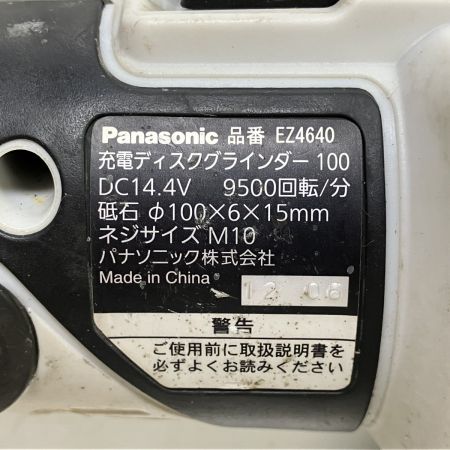 Panasonic 品番 EZ4640
充電ディスクグラインダー 100
DC14.4V 9500回転/分
砥石 φ100×6×15mm
ネジサイズ M10
パナソニック株式会社
Made in China 12 06
警告
ご使用前に取扱説明書を
必ずよくお読みください